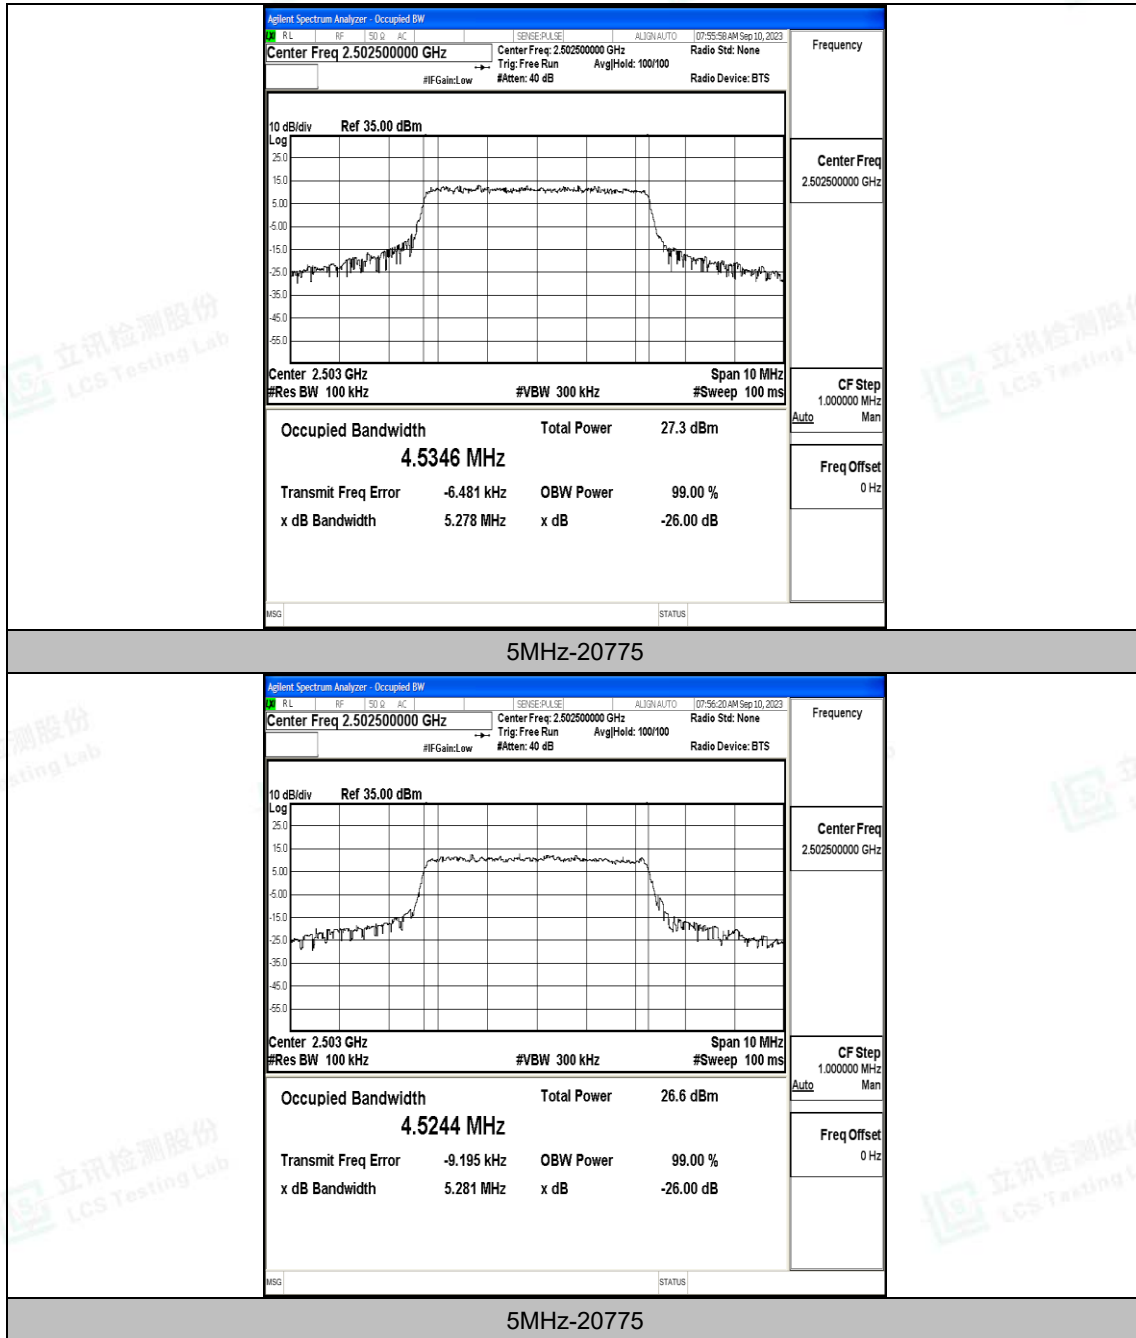 Agilent Spectrum Analyzer - Occupied BW
LXI RL RF 50 Ω AC SENSE:PULSE ALIGN AUTO 07:55:58 AM Sep 10, 2023
Center Freq 2.502500000 GHz
Center Freq: 2.502500000 GHz
Radio Std: None
Trig: Free Run Avg|Hold: 100/100
#IFGain:Low
#Atten: 40 dB
Radio Device: BTS
Frequency
10 dB/div Ref 35.00 dBm
Log
25.0
15.0
5.00
-5.00
-15.0
-25.0
-35.0
-45.0
-55.0
Center Freq
2.502500000 GHz
Center 2.503 GHz
Span 10 MHz
#Res BW 100 kHz
#VBW 300 kHz
#Sweep 100 ms
CF Step
1.000000 MHz
Auto Man
Occupied Bandwidth
Total Power 27.3 dBm
4.5346 MHz
Freq Offset
0 Hz
Transmit Freq Error -6.481 kHz OBW Power 99.00 %
x dB Bandwidth 5.278 MHz x dB -26.00 dB
MSG STATUS
立讯检测股份
LCS Testing Lab
5MHz-20775
Agilent Spectrum Analyzer - Occupied BW
LXI RL RF 50 Ω AC SENSE:PULSE ALIGN AUTO 07:56:20 AM Sep 10, 2023
Center Freq 2.502500000 GHz
Center Freq: 2.502500000 GHz
Radio Std: None
Trig: Free Run Avg|Hold: 100/100
#IFGain:Low
#Atten: 40 dB
Radio Device: BTS
Frequency
10 dB/div Ref 35.00 dBm
Log
25.0
15.0
5.00
-5.00
-15.0
-25.0
-35.0
-45.0
-55.0
Center Freq
2.502500000 GHz
Center 2.503 GHz
Span 10 MHz
#Res BW 100 kHz
#VBW 300 kHz
#Sweep 100 ms
CF Step
1.000000 MHz
Auto Man
Occupied Bandwidth
Total Power 26.6 dBm
4.5244 MHz
Freq Offset
0 Hz
Transmit Freq Error -9.195 kHz OBW Power 99.00 %
x dB Bandwidth 5.281 MHz x dB -26.00 dB
MSG STATUS
立讯检测股份
LCS Testing Lab
5MHz-20775